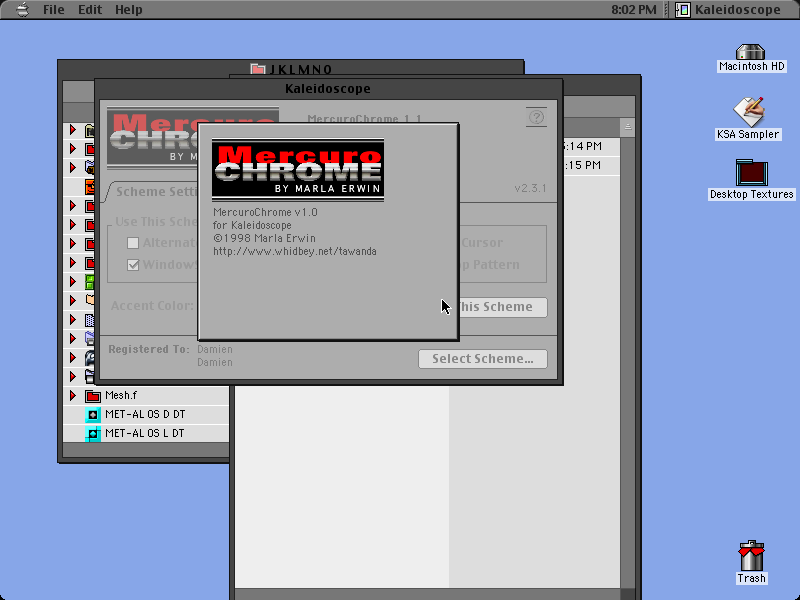 File Edit Help
8:02 PM
Kaleidoscope
Macintosh HD
KSA Sampler
Desktop Textures
Trash
JKLMNO
Kaleidoscope
Mercuro
CHROME
BY M
MercuroChrome 1.1
v2.3.1
Scheme Setti
Use This Sche
Alternat
Cursor
Window
p Pattern
Accent Color:
his Scheme
Registered To: Damien
Damien
Select Scheme...
Mercuro
CHROME
BY MARLA ERWIN
MercuroChrome v1.0
for Kaleidoscope
©1998 Marla Erwin
http://www.whidbey.net/tawanda
:14 PM
:15 PM
Mesh.f
MET-AL OS D DT
MET-AL OS L DT